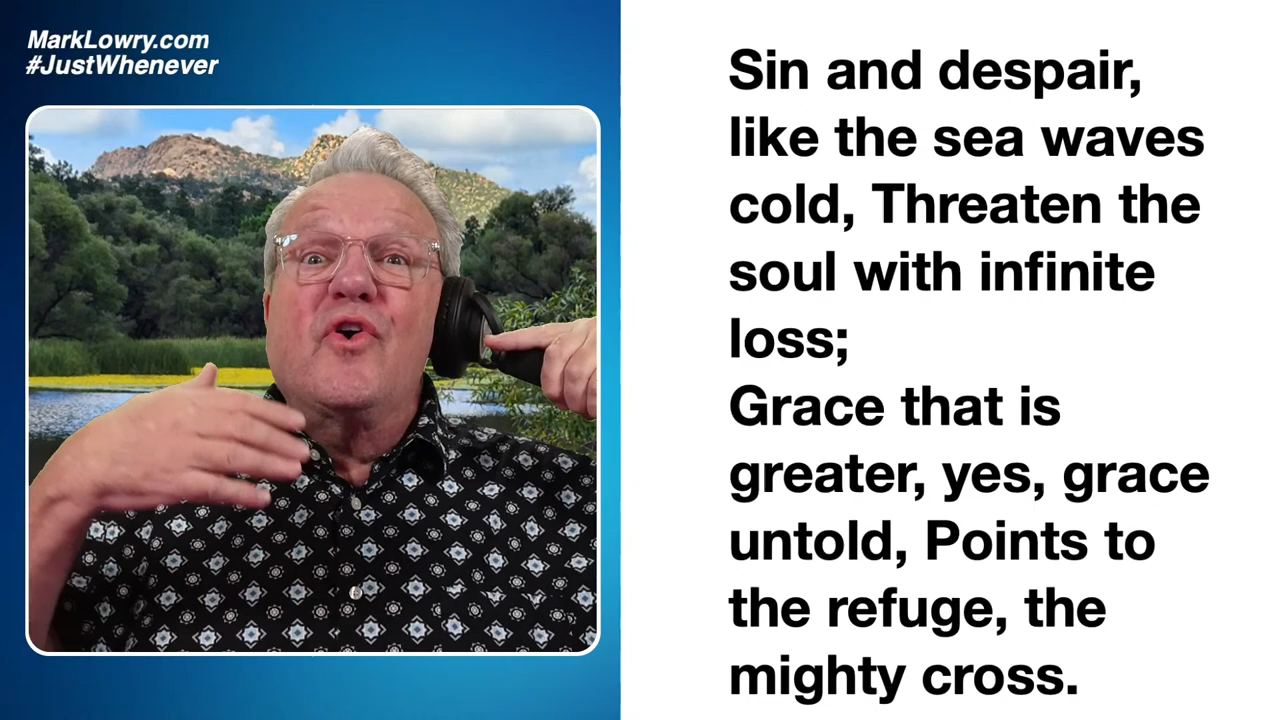 MarkLowry.com
#JustWhenever
Sin and despair,
like the sea waves
cold, Threaten the
soul with infinite
loss;
Grace that is
greater, yes, grace
untold, Points to
the refuge, the
mighty cross.